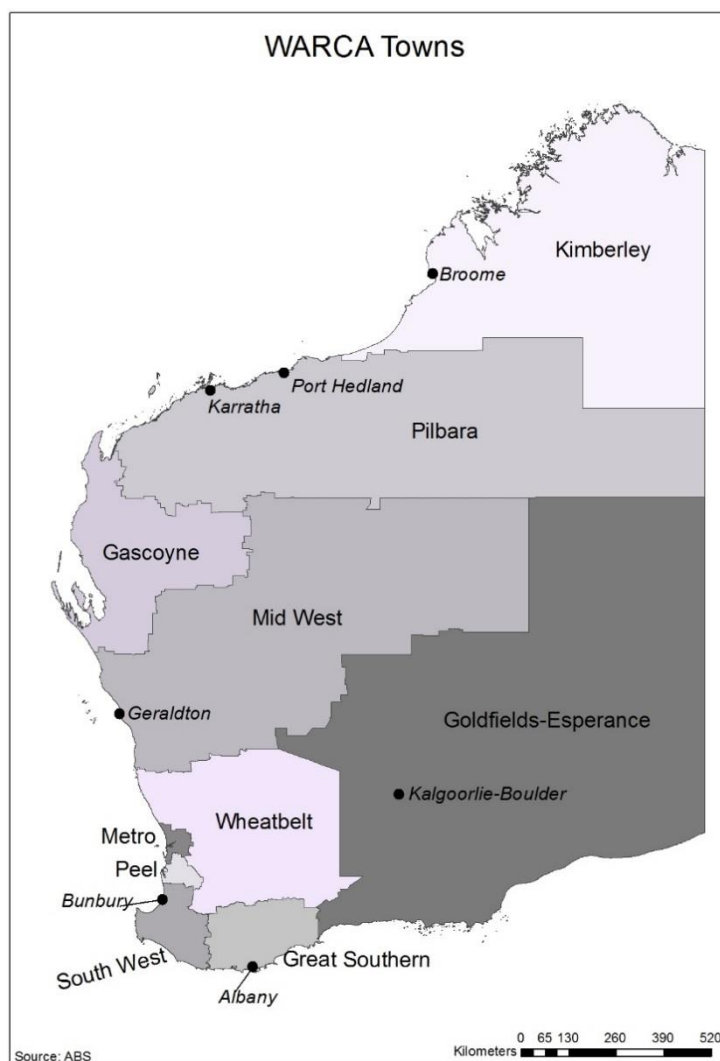 WARCA Towns
Kimberley
Broome
Port Hedland
Karratha
Pilbara
Gascoyne
Mid West
Geraldton
Goldfields-Esperance
Kalgoorlie-Boulder
Wheatbelt
Metro
Peel
Bunbury
South West
Great Southern
Albany
Source: ABS
Kilometers
0 65 130 260 390 520